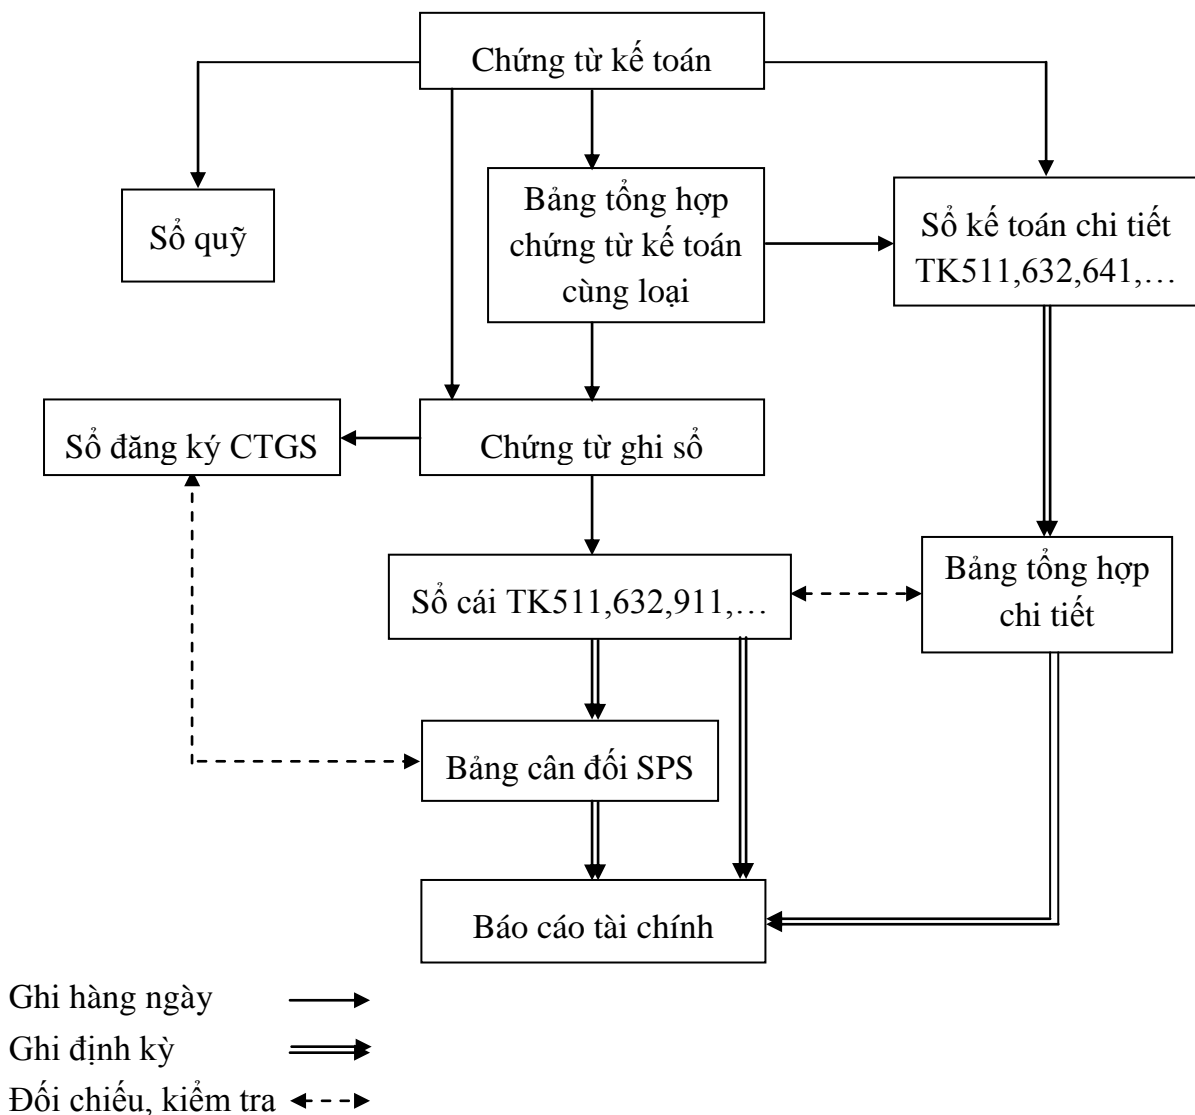 Chứng từ kế toán
Sổ quỹ
Bảng tổng hợp
chứng từ kế toán
cùng loại
Sổ kế toán chi tiết
TK511,632,641,…
Sổ đăng ký CTGS
Chứng từ ghi sổ
Sổ cái TK511,632,911,…
Bảng tổng hợp
chi tiết
Bảng cân đối SPS
Báo cáo tài chính
Ghi hàng ngày
Ghi định kỳ
Đối chiếu, kiểm tra